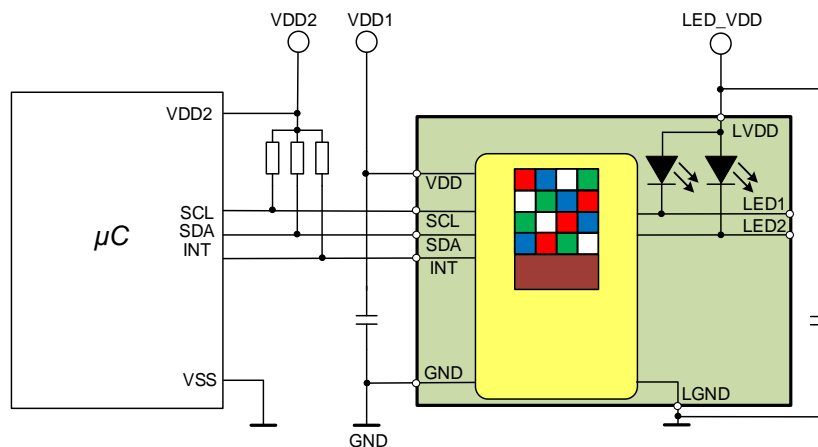 VDD2
VDD1
LED_VDD
VDD2
LVDD
VDD
SCL
SCL
LED1
SDA
SDA
LED2
INT
INT
µC
VSS
GND
LGND
GND